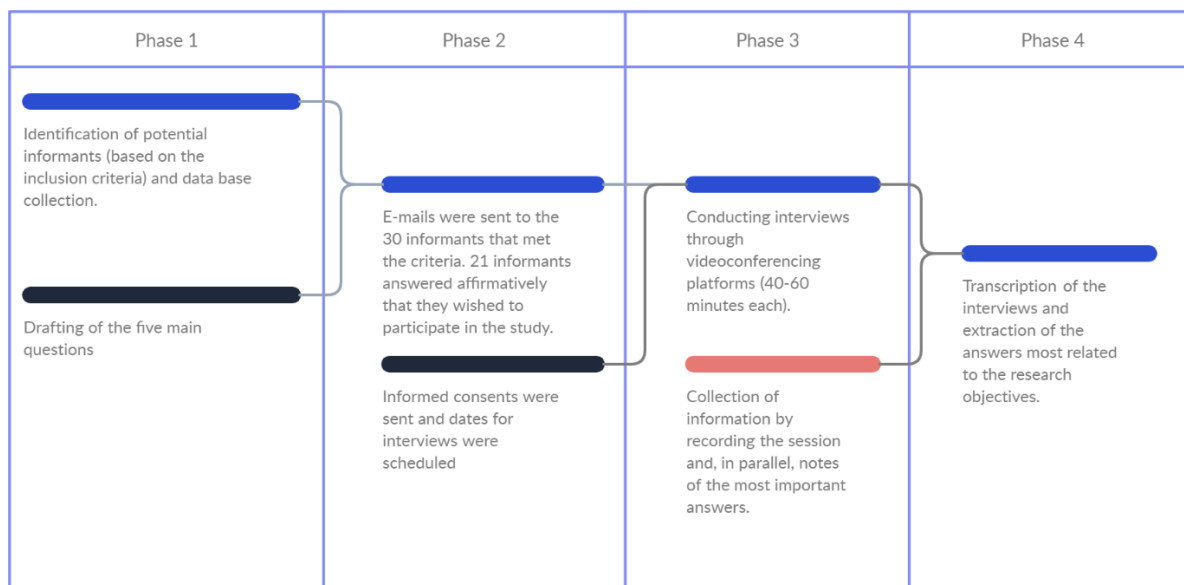 Phase 1
Phase 2
Phase 3
Phase 4
Identification of potential
informants (based on the
inclusion criteria) and data base
collection.
Drafting of the five main
questions
E-mails were sent to the
30 informants that met
the criteria. 21 informants
answered affirmatively
that they wished to
participate in the study.
Informed consents were
sent and dates for
interviews were
scheduled
Conducting interviews
through
videoconferencing
platforms (40-60
minutes each).
Collection of
information by
recording the session
and, in parallel, notes
of the most important
answers.
Transcription of the
interviews and
extraction of the
answers most related
to the research
objectives.